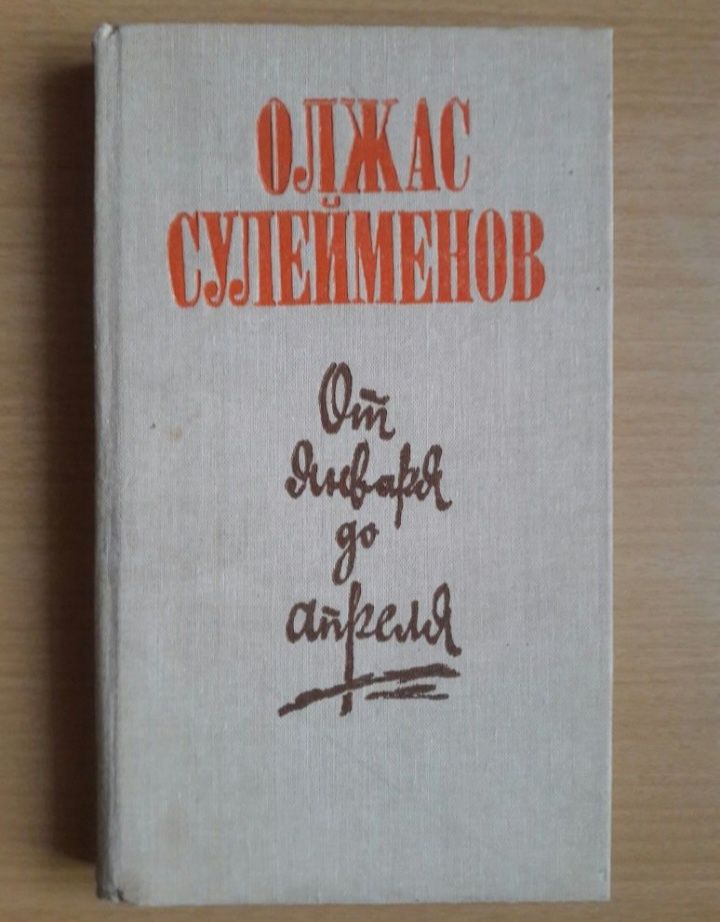 ОЛЖАС
СУЛЕЙМЕНОВ
От
января
до
апреля